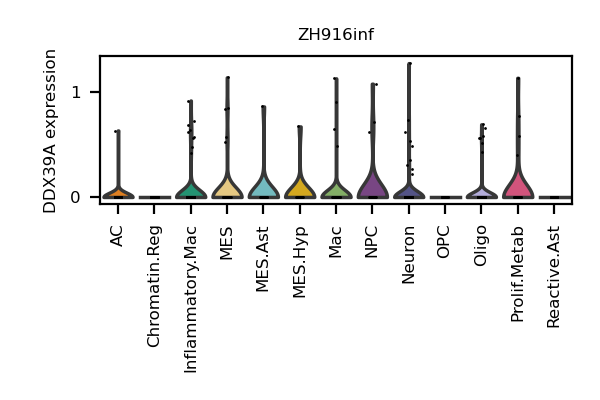 ZH916inf
DDX39A expression
1
0
AC
Chromatin.Reg
Inflammatory.Mac
MES
MES.Ast
MES.Hyp
Mac
NPC
Neuron
OPC
Oligo
Prolif.Metab
Reactive.Ast